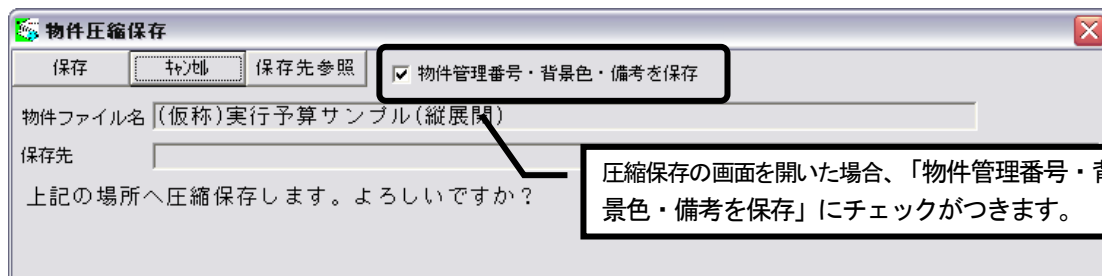 物件圧縮保存
保存 ｷｬﾝｾﾙ 保存先参照 物件管理番号・背景色・備考を保存
物件ファイル名 (仮称)実行予算サンプル(縦展開)
保存先
上記の場所へ圧縮保存します。よろしいですか？
圧縮保存の画面を開いた場合、「物件管理番号・背
景色・備考を保存」にチェックがつきます。